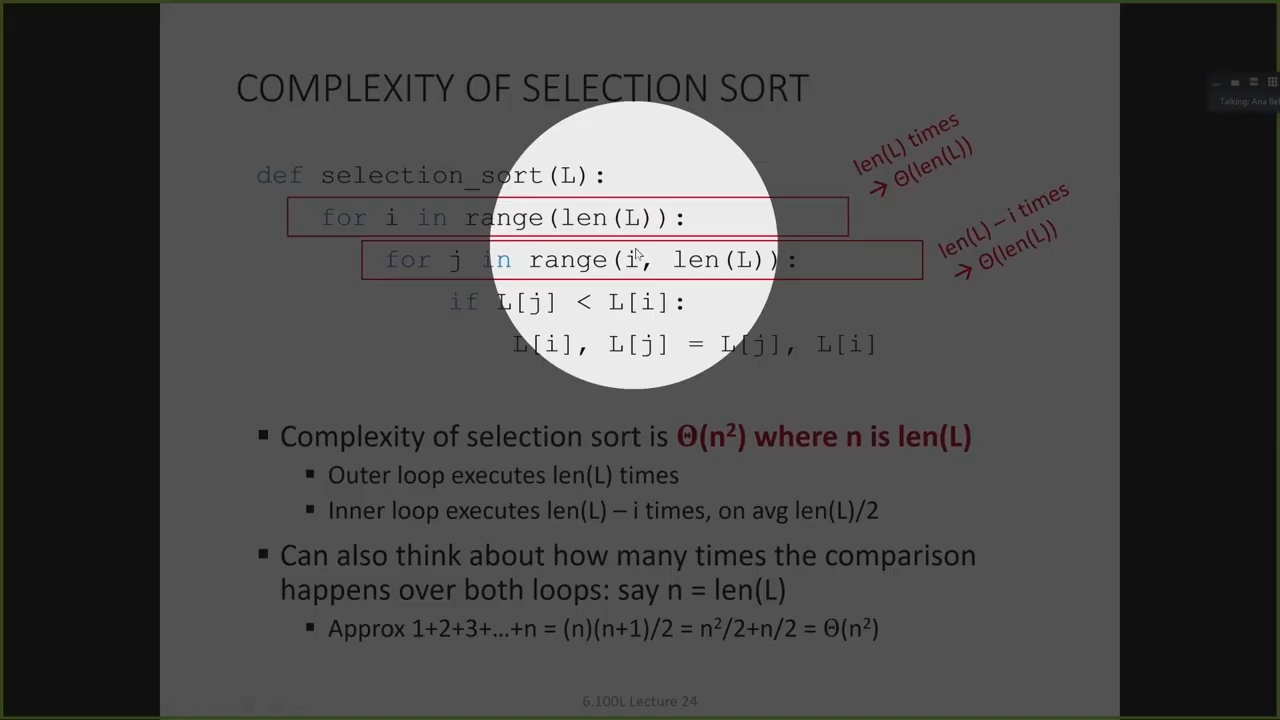 COMPLEXITY OF SELECTION SORT
Talking: Ana Bel
len(L) times
→ Θ(len(L))
def selection_sort(L):
for i in range(len(L)):
len(L) – i times
→ Θ(len(L))
for j in range(i, len(L)):
if L[j] < L[i]:
L[i], L[j] = L[j], L[i]
▪ Complexity of selection sort is Θ(n²) where n is len(L)
▪ Outer loop executes len(L) times
▪ Inner loop executes len(L) – i times, on avg len(L)/2
▪ Can also think about how many times the comparison
happens over both loops: say n = len(L)
▪ Approx 1+2+3+…+n = (n)(n+1)/2 = n²/2+n/2 = Θ(n²)
6.100L Lecture 24